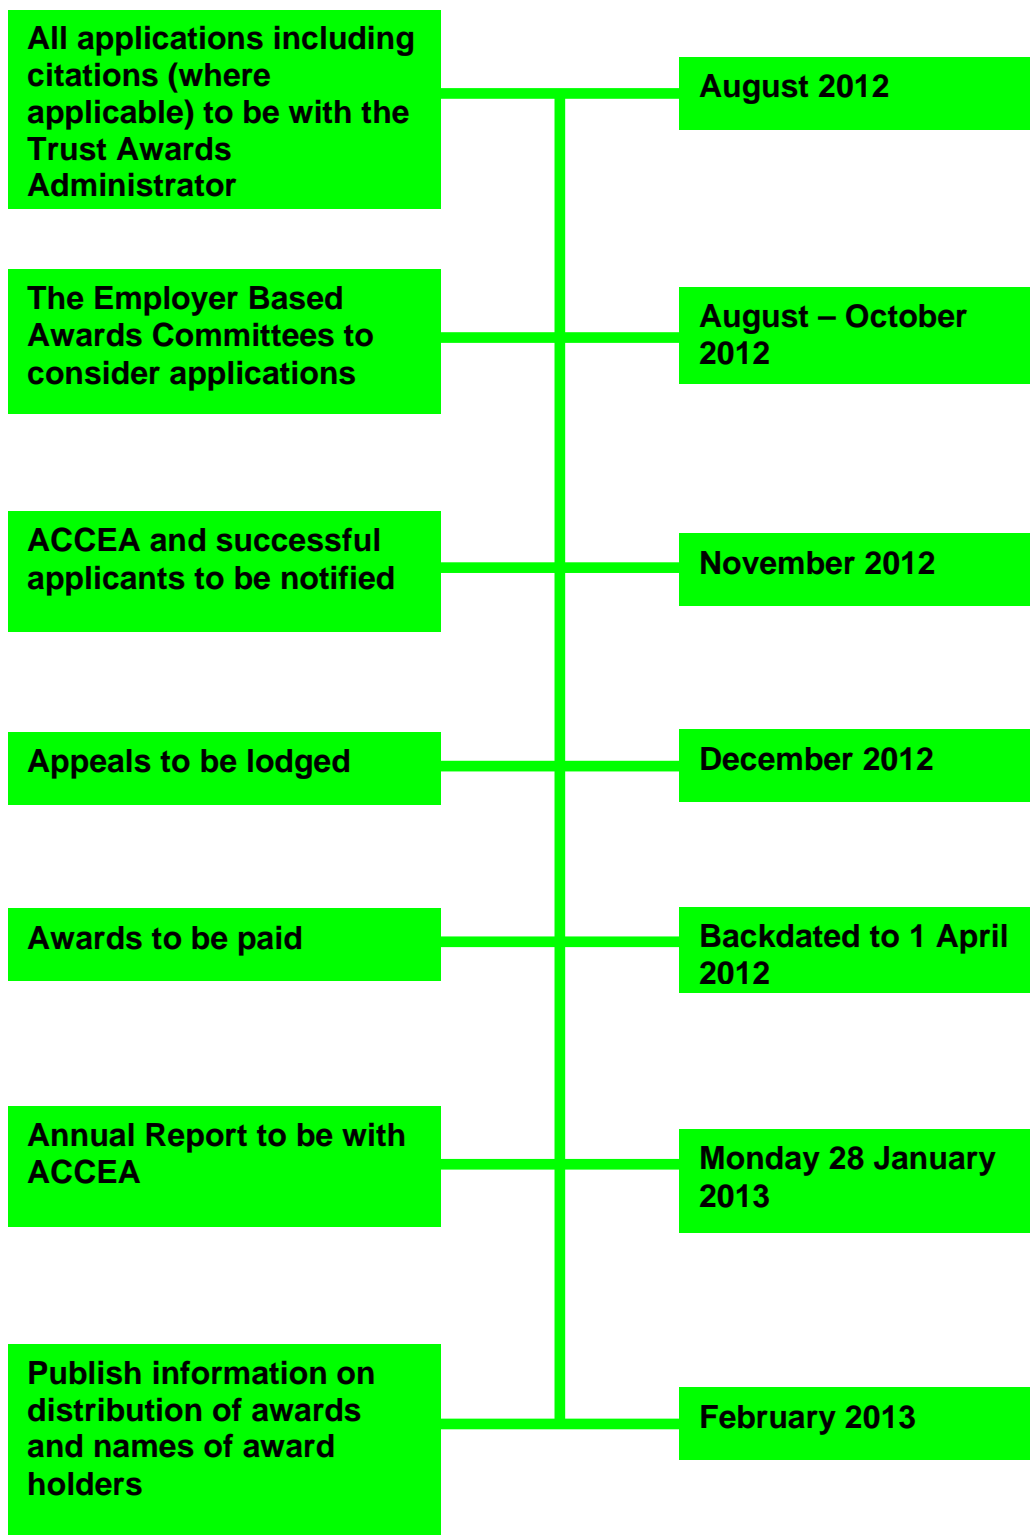 All applications including
citations (where
applicable) to be with the
Trust Awards
Administrator
August 2012
The Employer Based
Awards Committees to
consider applications
August – October
2012
ACCEA and successful
applicants to be notified
November 2012
Appeals to be lodged
December 2012
Awards to be paid
Backdated to 1 April
2012
Annual Report to be with
ACCEA
Monday 28 January
2013
Publish information on
distribution of awards
and names of award
holders
February 2013